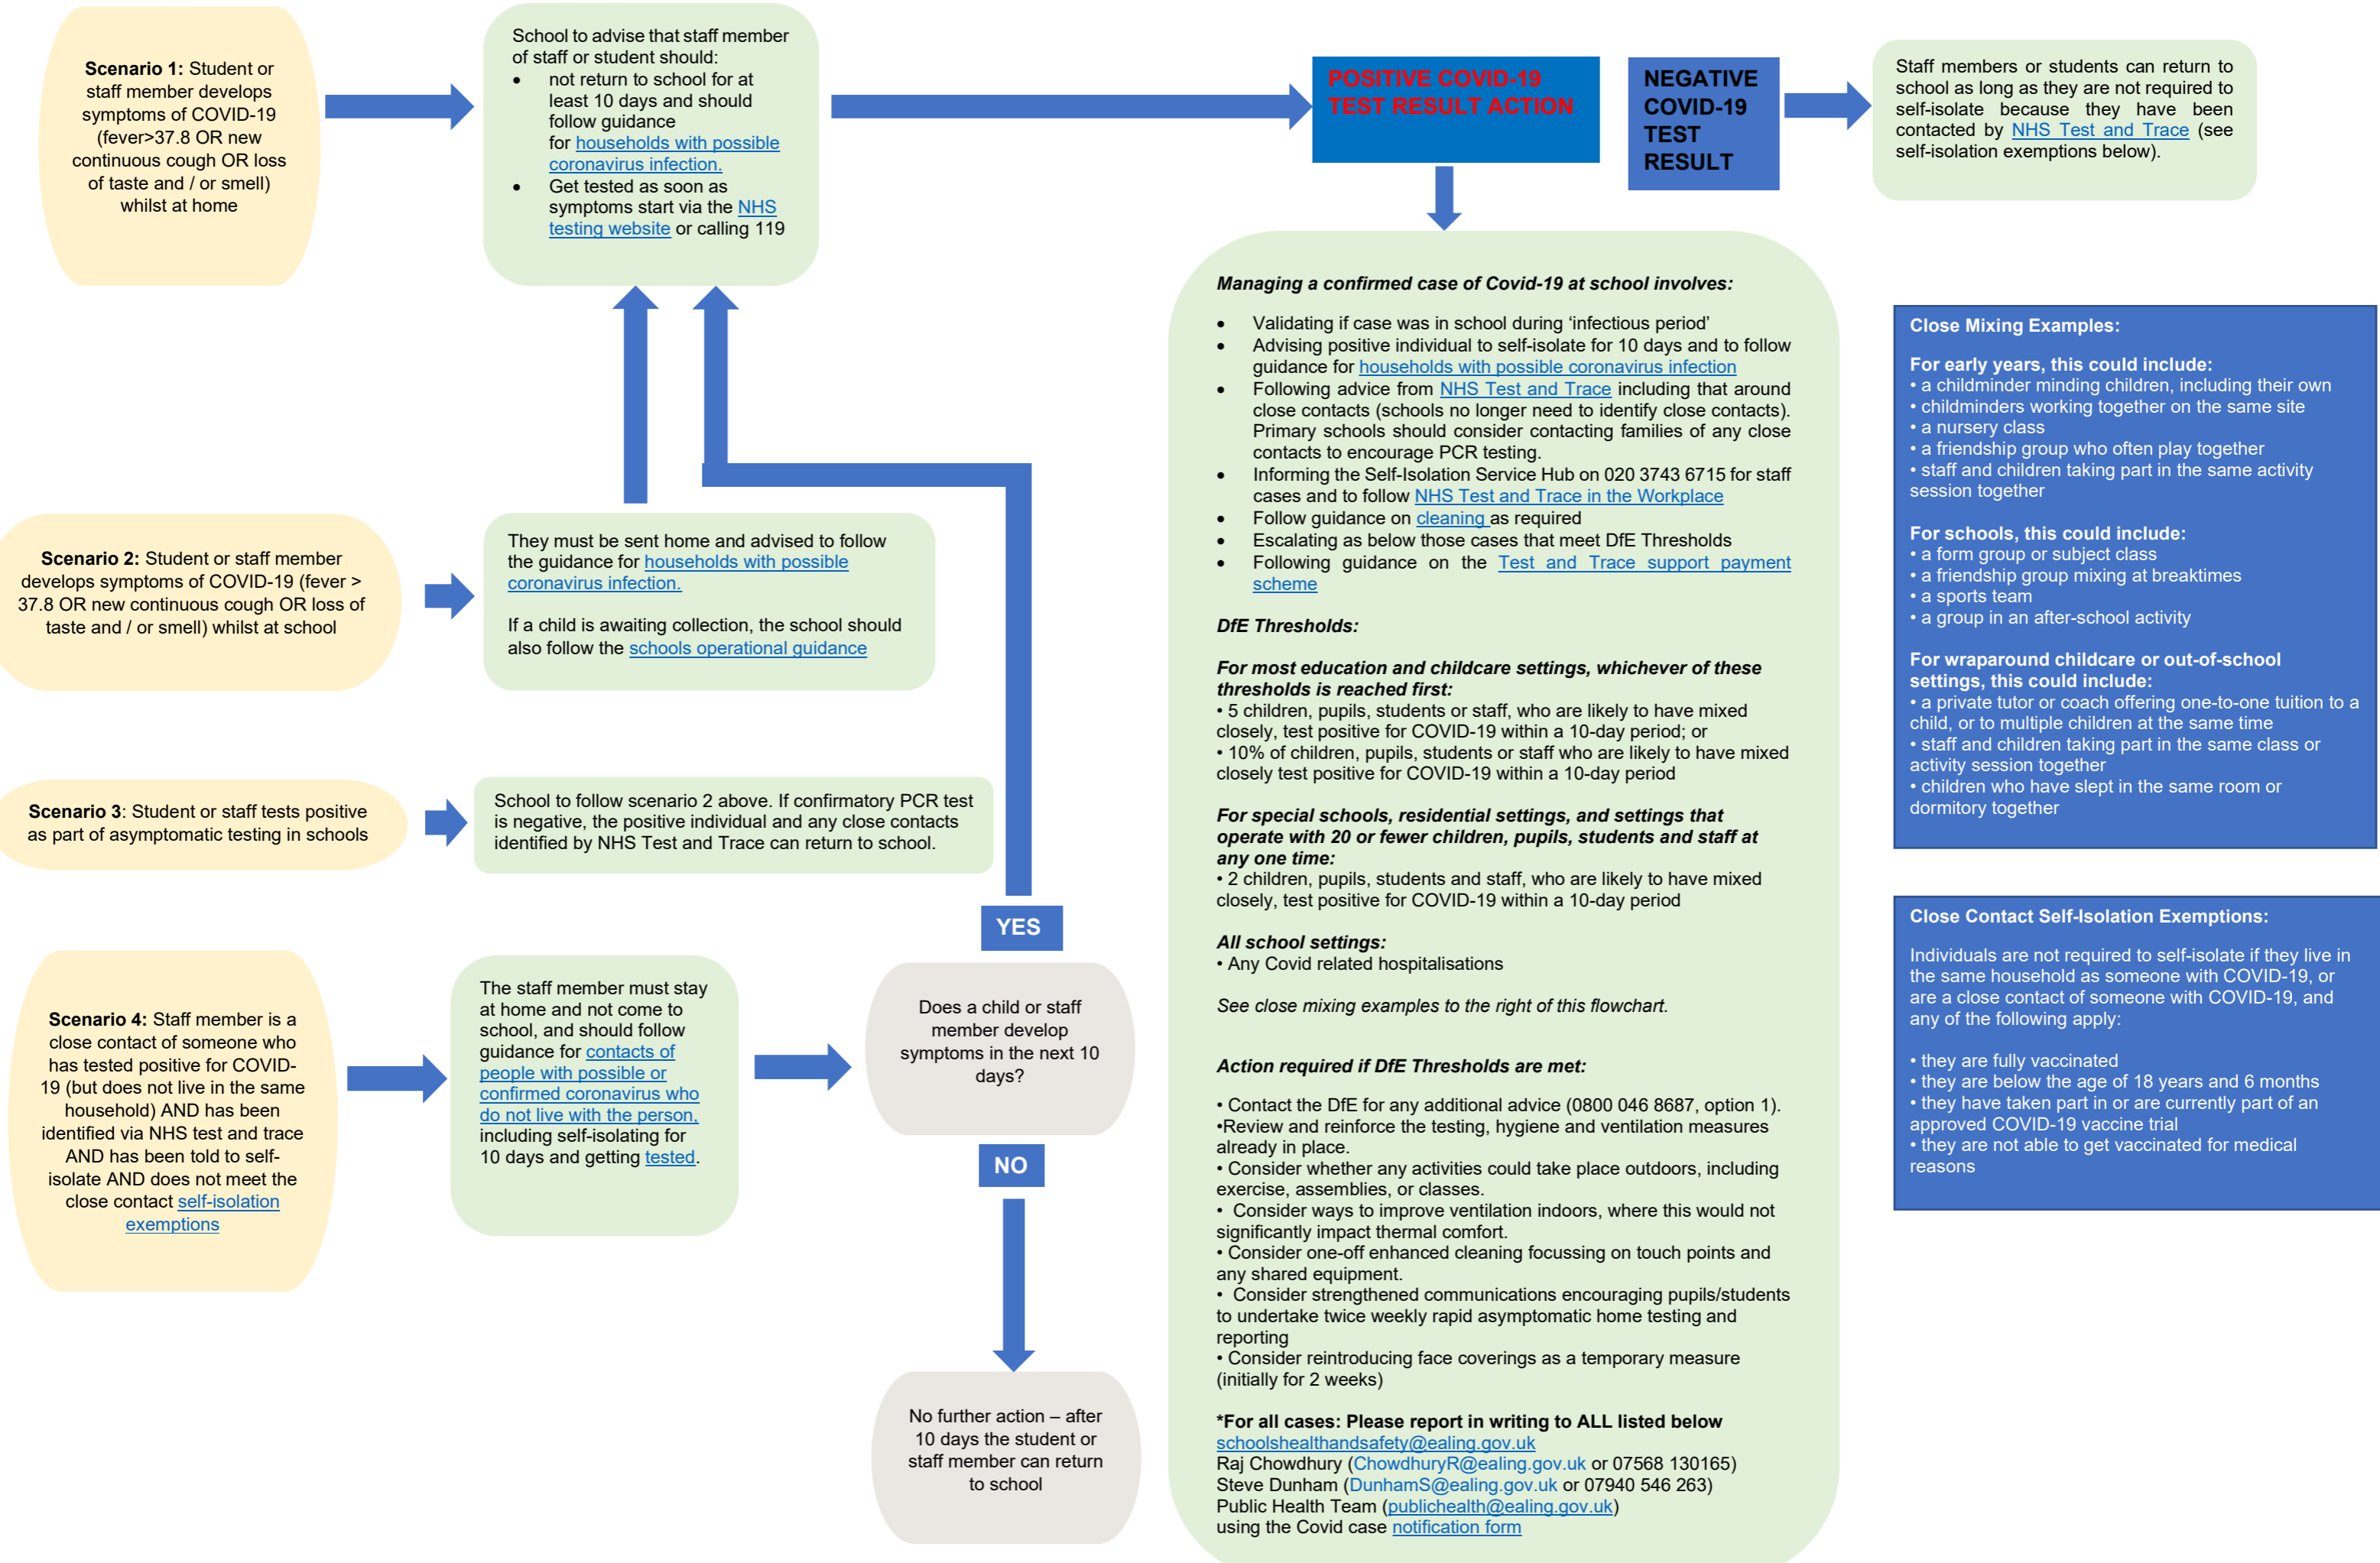 Scenario 1: Student or
staff member develops
symptoms of COVID-19
(fever>37.8 OR new
continuous cough OR loss
of taste and / or smell)
whilst at home
School to advise that staff member
of staff or student should:
• not return to school for at
least 10 days and should
follow guidance
for households with possible
coronavirus infection.
• Get tested as soon as
symptoms start via the NHS
testing website or calling 119
POSITIVE COVID-19
TEST RESULT ACTION
NEGATIVE
COVID-19
TEST
RESULT
Staff members or students can return to
school as long as they are not required to
self-isolate because they have been
contacted by NHS Test and Trace (see
self-isolation exemptions below).
Scenario 2: Student or staff member
develops symptoms of COVID-19 (fever >
37.8 OR new continuous cough OR loss of
taste and / or smell) whilst at school
They must be sent home and advised to follow
the guidance for households with possible
coronavirus infection.
If a child is awaiting collection, the school should
also follow the schools operational guidance
Scenario 3: Student or staff tests positive
as part of asymptomatic testing in schools
School to follow scenario 2 above. If confirmatory PCR test
is negative, the positive individual and any close contacts
identified by NHS Test and Trace can return to school.
Scenario 4: Staff member is a
close contact of someone who
has tested positive for COVID-
19 (but does not live in the same
household) AND has been
identified via NHS test and trace
AND has been told to self-
isolate AND does not meet the
close contact self-isolation
exemptions
The staff member must stay
at home and not come to
school, and should follow
guidance for contacts of
people with possible or
confirmed coronavirus who
do not live with the person,
including self-isolating for
10 days and getting tested.
YES
Does a child or staff
member develop
symptoms in the next 10
days?
NO
No further action – after
10 days the student or
staff member can return
to school
Managing a confirmed case of Covid-19 at school involves:
• Validating if case was in school during ‘infectious period’
• Advising positive individual to self-isolate for 10 days and to follow
guidance for households with possible coronavirus infection
• Following advice from NHS Test and Trace including that around
close contacts (schools no longer need to identify close contacts).
Primary schools should consider contacting families of any close
contacts to encourage PCR testing.
• Informing the Self-Isolation Service Hub on 020 3743 6715 for staff
cases and to follow NHS Test and Trace in the Workplace
• Follow guidance on cleaning as required
• Escalating as below those cases that meet DfE Thresholds
• Following guidance on the Test and Trace support payment
scheme
DfE Thresholds:
For most education and childcare settings, whichever of these
thresholds is reached first:
• 5 children, pupils, students or staff, who are likely to have mixed
closely, test positive for COVID-19 within a 10-day period; or
• 10% of children, pupils, students or staff who are likely to have mixed
closely test positive for COVID-19 within a 10-day period
For special schools, residential settings, and settings that
operate with 20 or fewer children, pupils, students and staff at
any one time:
• 2 children, pupils, students and staff, who are likely to have mixed
closely, test positive for COVID-19 within a 10-day period
All school settings:
• Any Covid related hospitalisations
See close mixing examples to the right of this flowchart.
Action required if DfE Thresholds are met:
• Contact the DfE for any additional advice (0800 046 8687, option 1).
•Review and reinforce the testing, hygiene and ventilation measures
already in place.
• Consider whether any activities could take place outdoors, including
exercise, assemblies, or classes.
• Consider ways to improve ventilation indoors, where this would not
significantly impact thermal comfort.
• Consider one-off enhanced cleaning focussing on touch points and
any shared equipment.
• Consider strengthened communications encouraging pupils/students
to undertake twice weekly rapid asymptomatic home testing and
reporting
• Consider reintroducing face coverings as a temporary measure
(initially for 2 weeks)
*For all cases: Please report in writing to ALL listed below
schoolshealthandsafety@ealing.gov.uk
Raj Chowdhury (ChowdhuryR@ealing.gov.uk or 07568 130165)
Steve Dunham (DunhamS@ealing.gov.uk or 07940 546 263)
Public Health Team (publichealth@ealing.gov.uk)
using the Covid case notification form
Close Mixing Examples:
For early years, this could include:
• a childminder minding children, including their own
• childminders working together on the same site
• a nursery class
• a friendship group who often play together
• staff and children taking part in the same activity
session together
For schools, this could include:
• a form group or subject class
• a friendship group mixing at breaktimes
• a sports team
• a group in an after-school activity
For wraparound childcare or out-of-school
settings, this could include:
• a private tutor or coach offering one-to-one tuition to a
child, or to multiple children at the same time
• staff and children taking part in the same class or
activity session together
• children who have slept in the same room or
dormitory together
Close Contact Self-Isolation Exemptions:
Individuals are not required to self-isolate if they live in
the same household as someone with COVID-19, or
are a close contact of someone with COVID-19, and
any of the following apply:
• they are fully vaccinated
• they are below the age of 18 years and 6 months
• they have taken part in or are currently part of an
approved COVID-19 vaccine trial
• they are not able to get vaccinated for medical
reasons